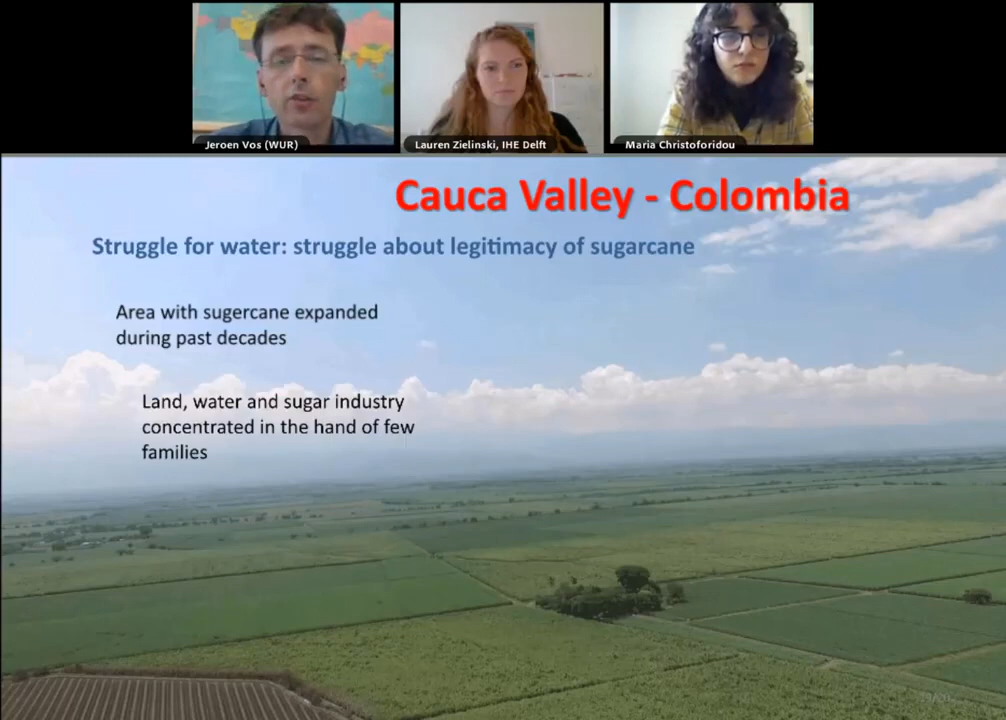 Jeroen Vos (WUR)
Lauren Zielinski, IHE Delft
Maria Christoforidou
Cauca Valley - Colombia
Struggle for water: struggle about legitimacy of sugarcane
Area with sugercane expanded
during past decades
Land, water and sugar industry
concentrated in the hand of few
families